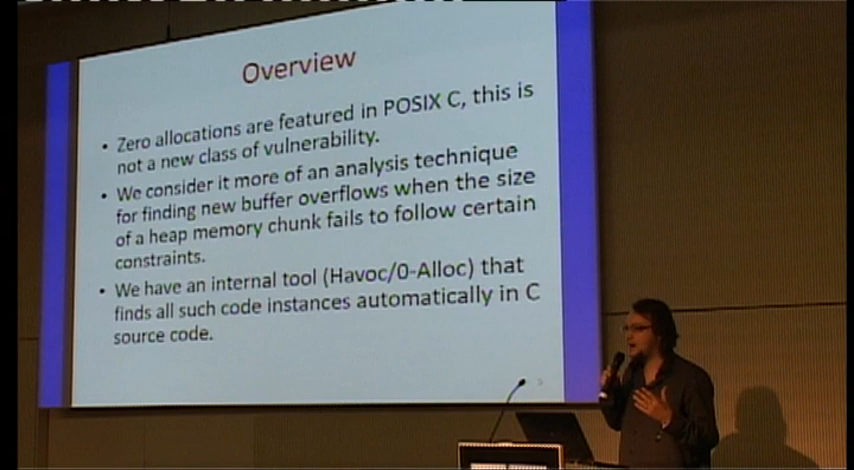 Overview
• Zero allocations are featured in POSIX C, this is
not a new class of vulnerability.
• We consider it more of an analysis technique
for finding new buffer overflows when the size
of a heap memory chunk fails to follow certain
constraints.
• We have an internal tool (Havoc/0-Alloc) that
finds all such code instances automatically in C
source code.